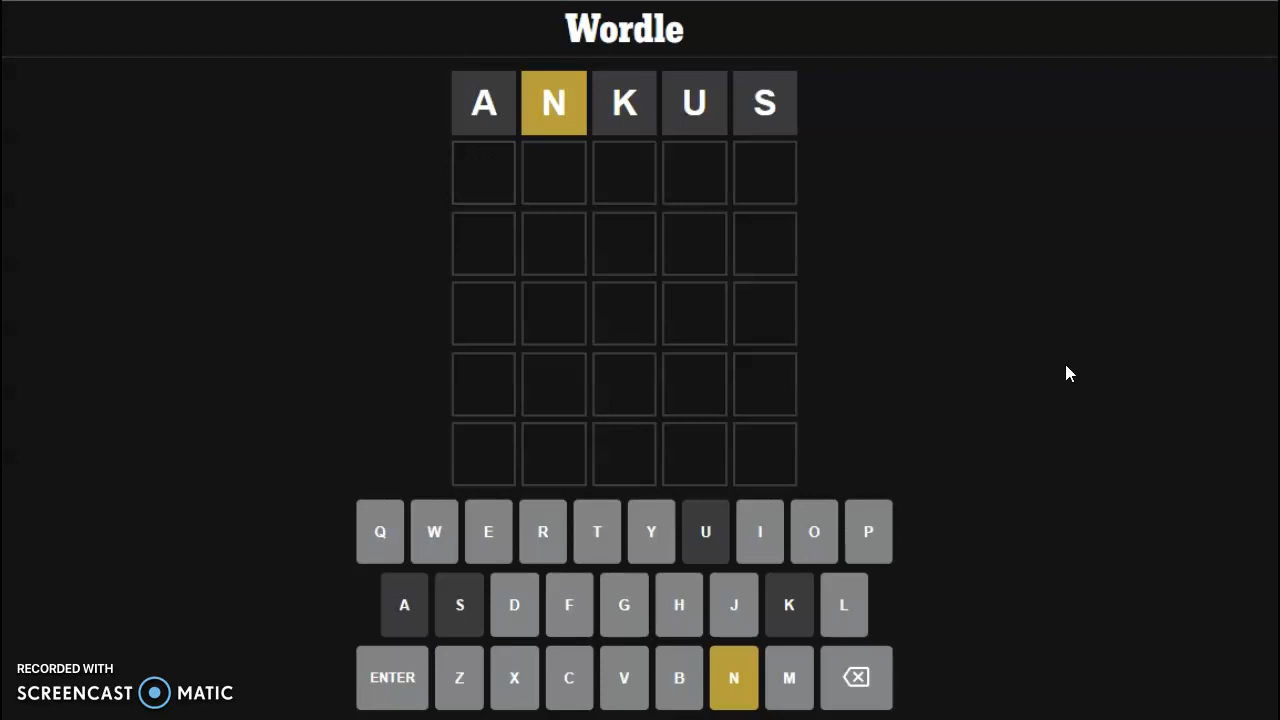 Wordle
A N K U S
Q W E R T Y U I O P
A S D F G H J K L
ENTER Z X C V B N M
RECORDED WITH
SCREENCAST MATIC